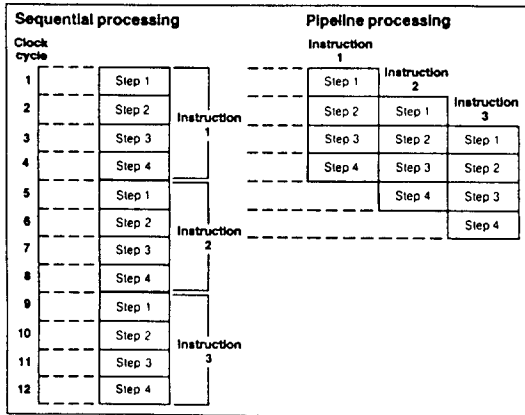 Sequential processing
Pipeline processing
Clock
cycle
1
Step 1
2
Step 2
3
Step 3
4
Step 4
Instruction
1
5
Step 1
6
Step 2
7
Step 3
8
Step 4
Instruction
2
9
Step 1
10
Step 2
11
Step 3
12
Step 4
Instruction
3
Instruction
1
Instruction
2
Instruction
3
Step 1
Step 2 Step 1
Step 3 Step 2 Step 1
Step 4 Step 3 Step 2
Step 4 Step 3
Step 4